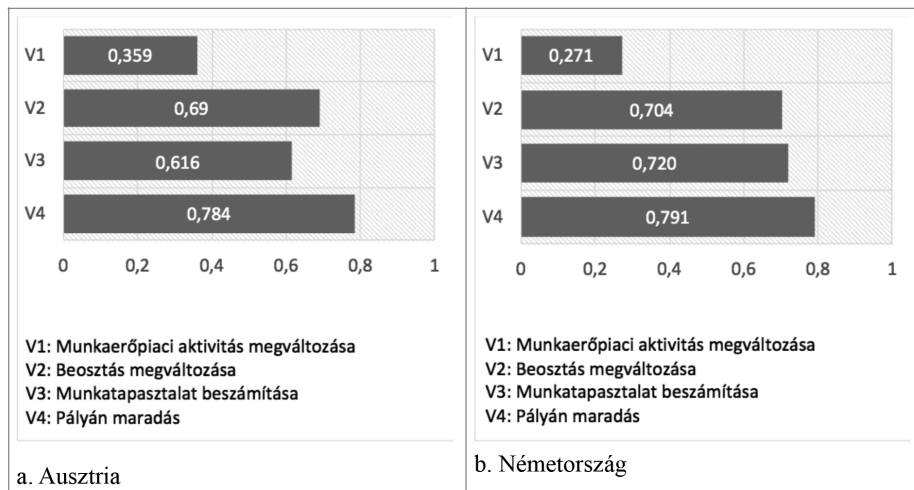 V1
0,359
V2
0,69
V3
0,616
V4
0,784
0 0,2 0,4 0,6 0,8 1
V1: Munkaerőpiaci aktivitás megváltozása
V2: Beosztás megváltozása
V3: Munkatapasztalat beszámítása
V4: Pályán maradás
a. Ausztria
V1
0,271
V2
0,704
V3
0,720
V4
0,791
0 0,2 0,4 0,6 0,8 1
V1: Munkaerőpiaci aktivitás megváltozása
V2: Beosztás megváltozása
V3: Munkatapasztalat beszámítása
V4: Pályán maradás
b. Németország